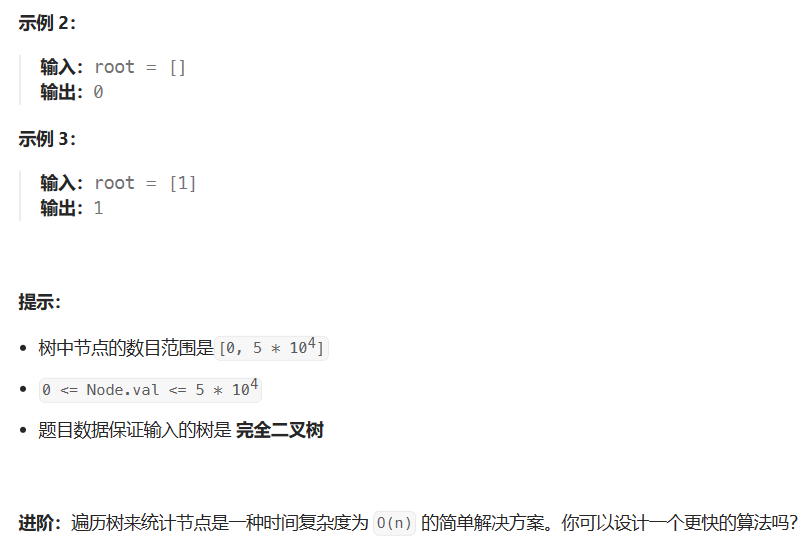 示例 2：
输入：root = []
输出：0
示例 3：
输入：root = [1]
输出：1
提示：
• 树中节点的数目范围是[0, 5 * 10⁴]
• 0 <= Node.val <= 5 * 10⁴
• 题目数据保证输入的树是 完全二叉树
进阶：遍历树来统计节点是一种时间复杂度为 O(n) 的简单解决方案。你可以设计一个更快的算法吗？